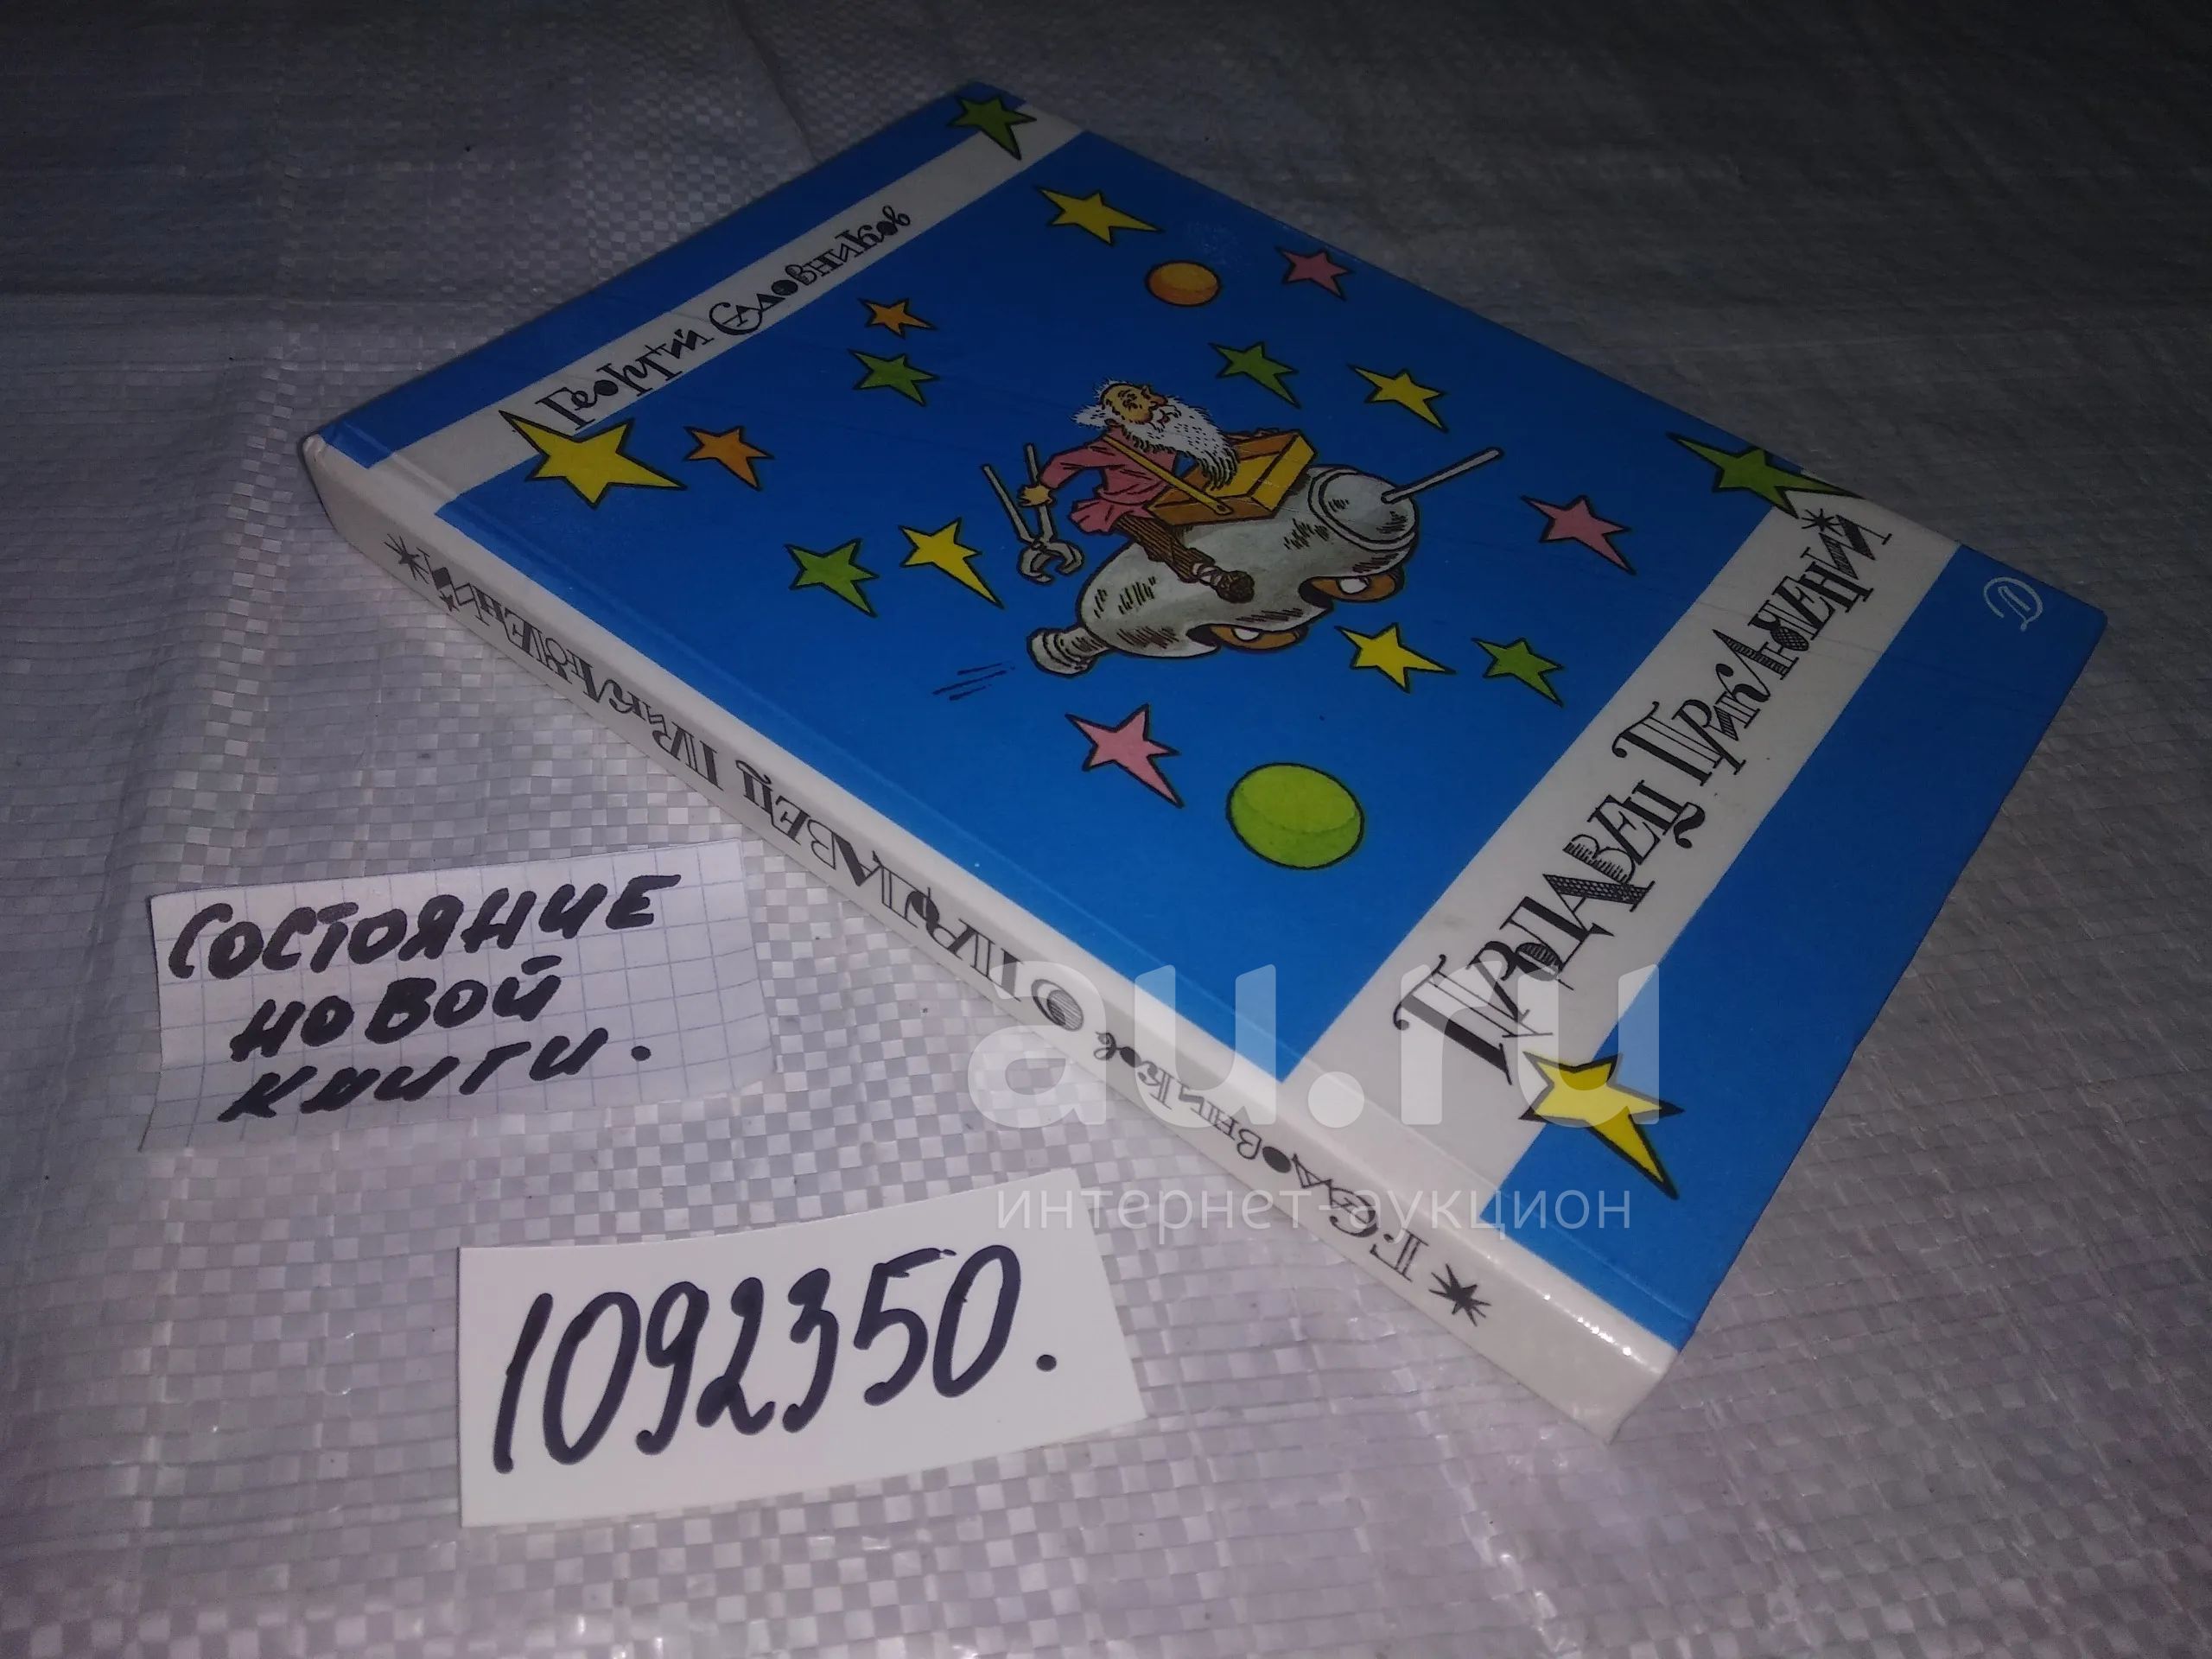 Георгий Садовников
Продавец Приключений
* Г. Садовников Продавец Приключений *
Состояние
новой
книги.
1092350.
au.ru
интернет-аукцион